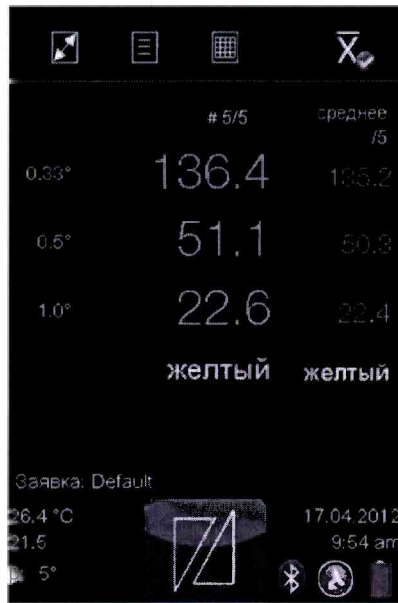 X
# 5/5 среднее
/5
0.33° 136.4 135.2
0.5° 51.1 50.3
1.0° 22.6 22.4
желтый желтый
Заявка: Default
26.4 °C 17.04.2012
21.5 9:54 am
5°